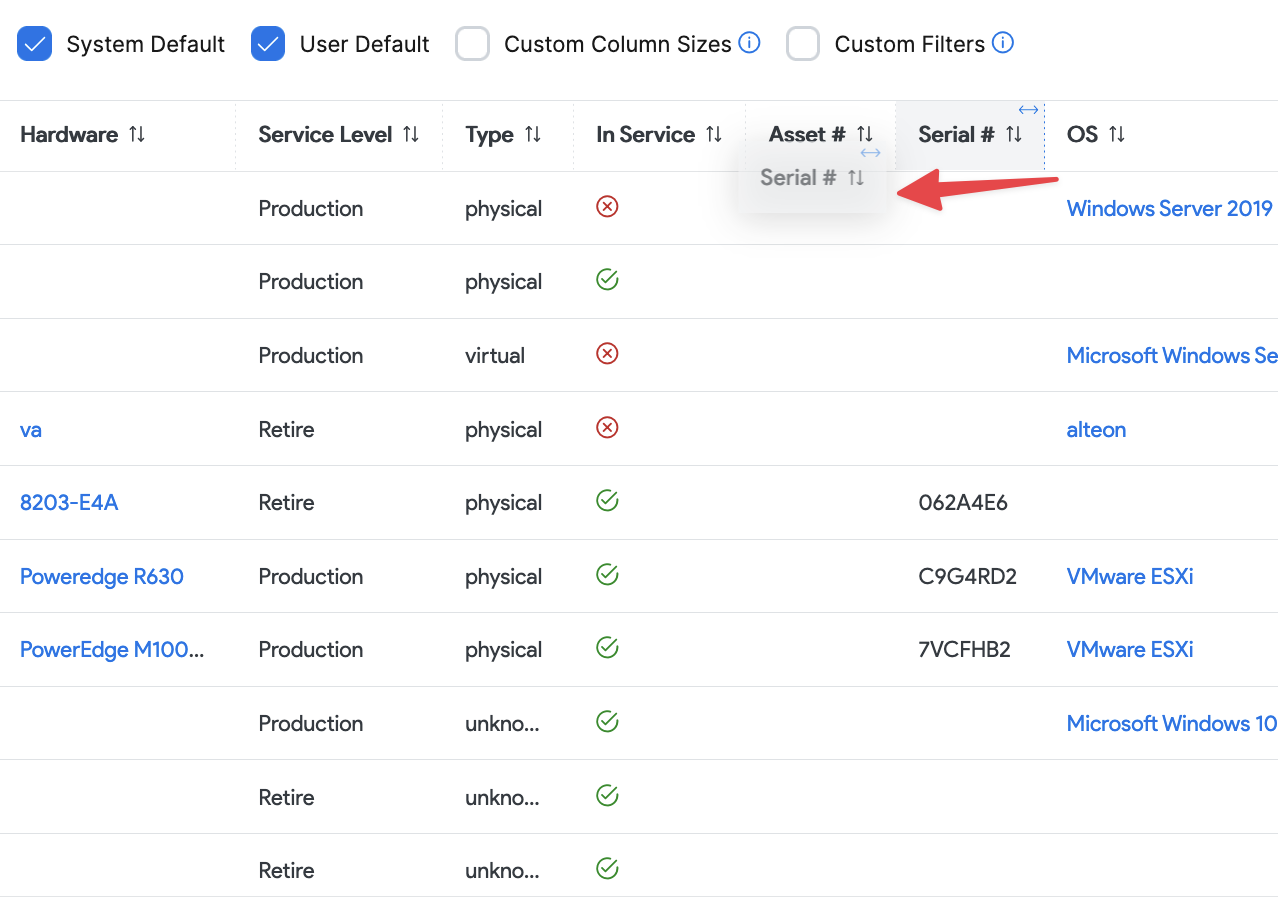 System Default User Default Custom Column Sizes Custom Filters
Hardware Service Level Type In Service Asset # Serial # OS
Serial #
Production physical Windows Server 2019
Production physical
Production virtual Microsoft Windows Se
va Retire physical alteon
8203-E4A Retire physical 062A4E6
Poweredge R630 Production physical C9G4RD2 VMware ESXi
PowerEdge M100... Production physical 7VCFHB2 VMware ESXi
Production unkno... Microsoft Windows 10
Retire unkno...
Retire unkno...